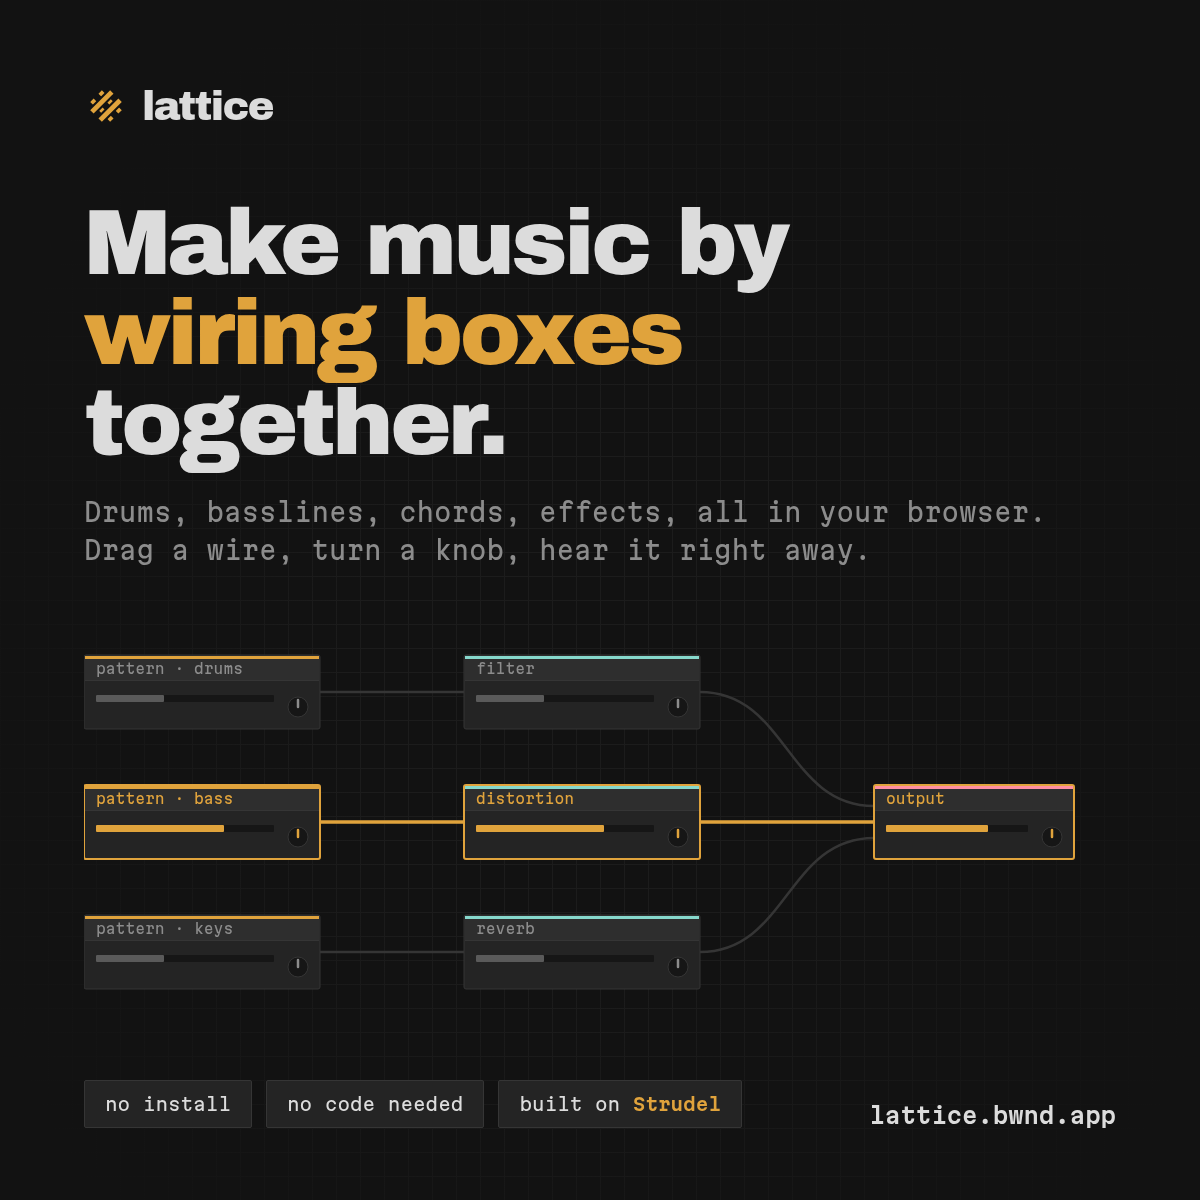 lattice
Make music by
wiring boxes
together.
Drums, basslines, chords, effects, all in your browser.
Drag a wire, turn a knob, hear it right away.
pattern · drums
filter
pattern · bass
distortion
output
pattern · keys
reverb
no install
no code needed
built on Strudel
lattice.bwnd.app